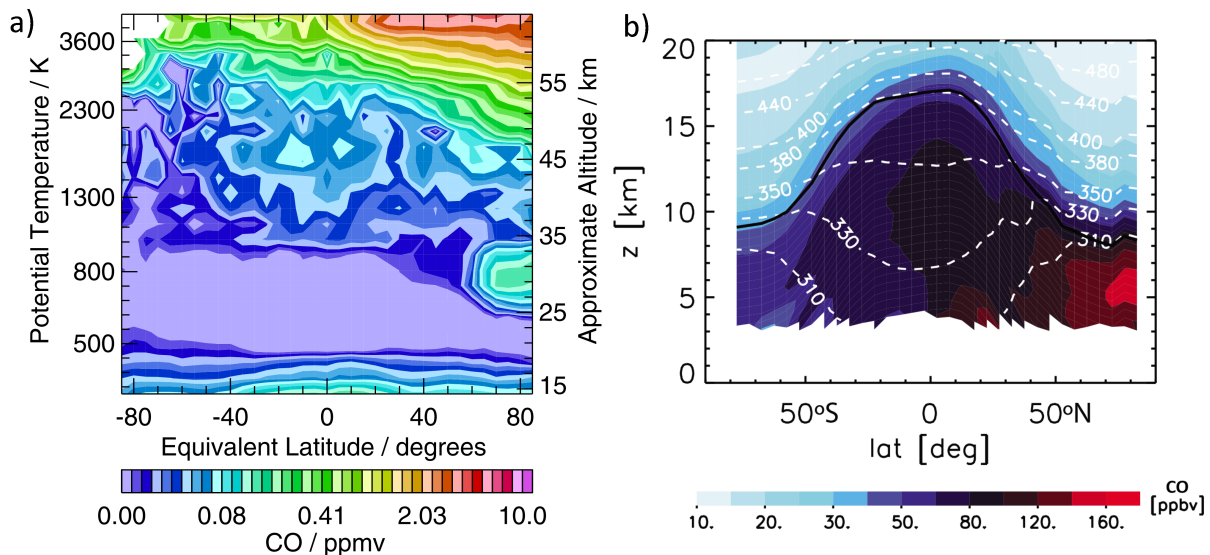 a)
Potential Temperature / K
3600
2300
1300
800
500
55
45
35
25
15
Approximate Altitude / km
-80 -40 0 40 80
Equivalent Latitude / degrees
0.00 0.08 0.41 2.03 10.0
CO / ppmv
b)
z [km]
20
15
10
5
0
480
440
440
400
400
380
380
350
350
330
330
310
310
50ºS 0 50ºN
lat [deg]
CO
[ppbv]
10. 20. 30. 50. 80. 120. 160.